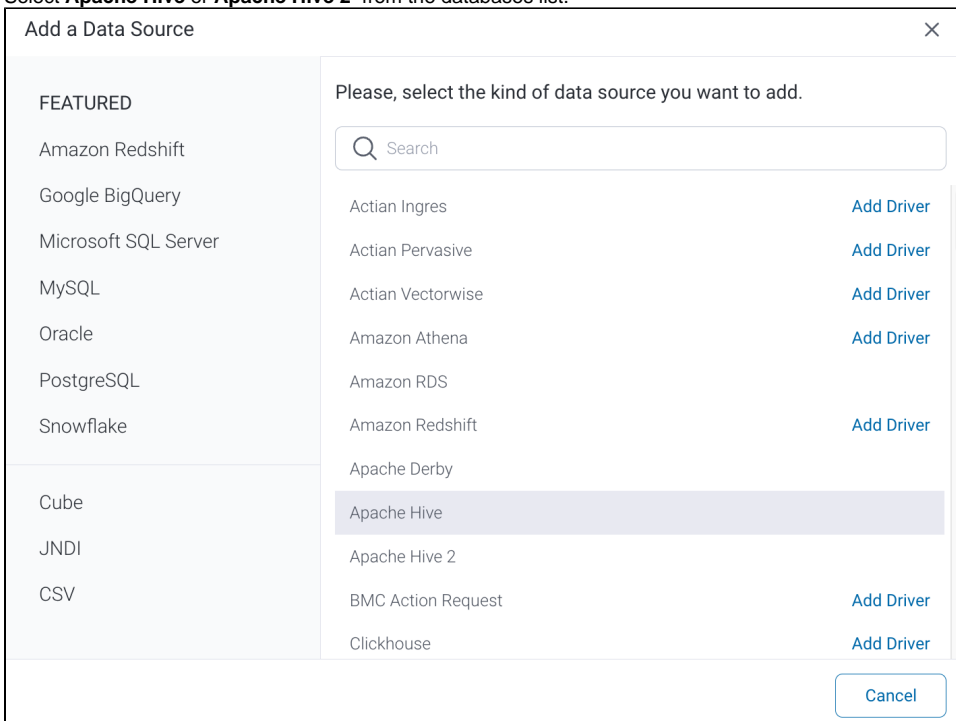 Select Apache Hive or Apache Hive 2 from the databases list.
Add a Data Source
FEATURED
Amazon Redshift
Google BigQuery
Microsoft SQL Server
MySQL
Oracle
PostgreSQL
Snowflake
Cube
JNDI
CSV
Please, select the kind of data source you want to add.
Search
Actian Ingres Add Driver
Actian Pervasive Add Driver
Actian Vectorwise Add Driver
Amazon Athena Add Driver
Amazon RDS
Amazon Redshift Add Driver
Apache Derby
Apache Hive
Apache Hive 2
BMC Action Request Add Driver
Clickhouse Add Driver
Cancel